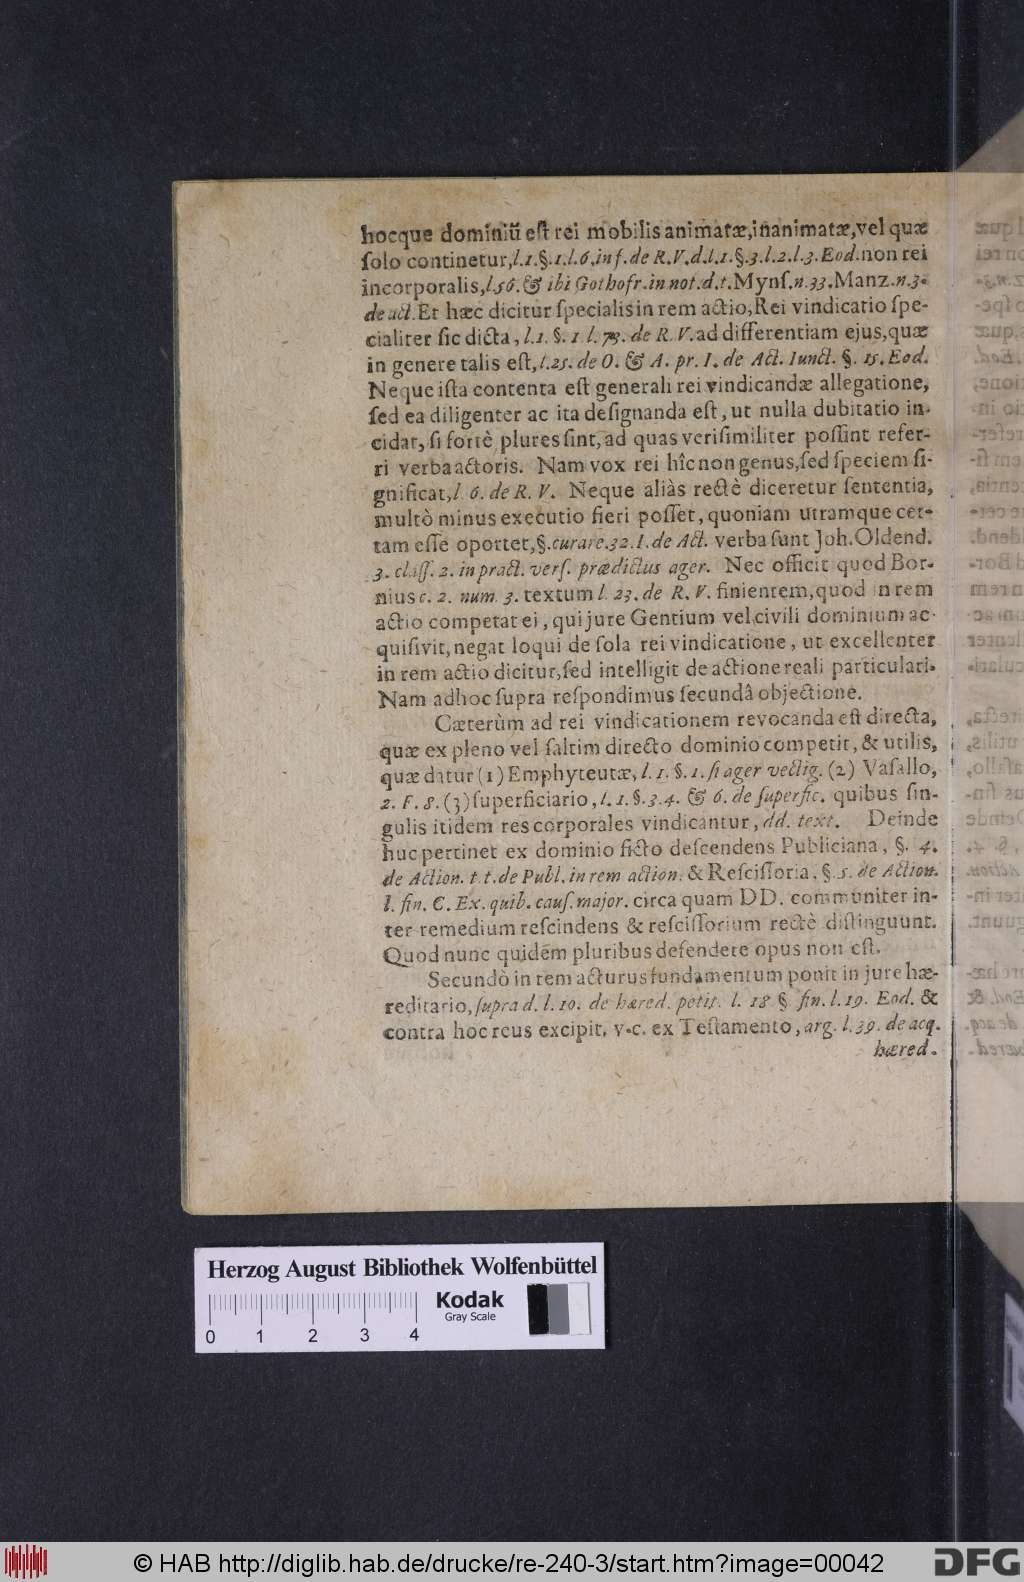 hocque dominiū eſt rei mobilis animatæ, inanimatæ, vel quæ
ſolo continetur, l. 1. §. 1. l. 6. inf. de R. V. d. l. 1. §. 3. l. 2. l. 3. Eod. non rei
incorporalis, l. 56. & ibi Gothofr. in not. d. t. Mynſ. n. 33. Manz. n. 3.
de act. Et hæc dicitur ſpecialis in rem actio, Rei vindicatio ſpe-
cialiter ſic dicta, l. 1. §. 1 l. 73. de R. V. ad differentiam ejus, quæ
in genere talis eſt, l. 25. de O. & A. pr. I. de Act. Iunct. §. 15. Eod.
Neque iſta contenta eſt generali rei vindicandæ allegatione,
ſed ea diligenter ac ita deſignanda eſt, ut nulla dubitatio in-
cidat, ſi fortè plures ſint, ad quas veriſimiliter poſſint refer-
ri verba actoris. Nam vox rei hîc non genus, ſed ſpeciem ſi-
gnificat, l. 6. de R. V. Neque aliàs rectè diceretur ſententia,
multò minus executio fieri poſſet, quoniam utramque cer-
tam eſſe oportet, §. curare. 32. I. de Act. verba ſunt Joh. Oldend.
3. claſſ. 2. in pract. verſ. prædictus ager. Nec officit quod Bor-
nius c. 2. num. 3. textum l. 23. de R. V. finientem, quod in rem
actio competat ei, qui jure Gentium vel civili dominium ac-
quiſivit, negat loqui de ſola rei vindicatione, ut excellenter
in rem actio dicitur, ſed intelligit de actione reali particulari.
Nam ad hoc ſupra reſpondimus ſecundâ objectione.
Cæterùm ad rei vindicationem revocanda eſt directa,
quæ ex pleno vel ſaltim directo dominio competit, & utilis,
quæ datur (1) Emphyteutæ, l. 1. §. 1. ſi ager vectig. (2) Vaſallo,
2. F. 8. (3) ſuperficiario, l. 1. §. 3. 4. & 6. de ſuperfic. quibus ſin-
gulis itidem res corporales vindicantur, dd. text. Deinde
huc pertinet ex dominio ficto deſcendens Publiciana, §. 4.
de Action. t. t. de Publ. in rem action. & Reſciſſoria, §. 5. de Action.
l. fin. C. Ex. quib. cauſ. major. circa quam DD. communiter in-
ter remedium reſcindens & reſciſſorium rectè diſtinguunt.
Quod nunc quidem pluribus defendere opus non eſt.
Secundò in rem acturus fundamentum ponit in jure hæ-
reditario, ſupra d. l. 10. de hæred. petit. l. 18 §. fin. l. 19. Eod. &
contra hoc reus excipit, v. c. ex Teſtamento, arg. l. 39. de acq.
hæred.
Herzog August Bibliothek Wolfenbüttel
Kodak
Gray Scale
0 1 2 3 4
© HAB http://diglib.hab.de/drucke/re-240-3/start.htm?image=00042
DFG